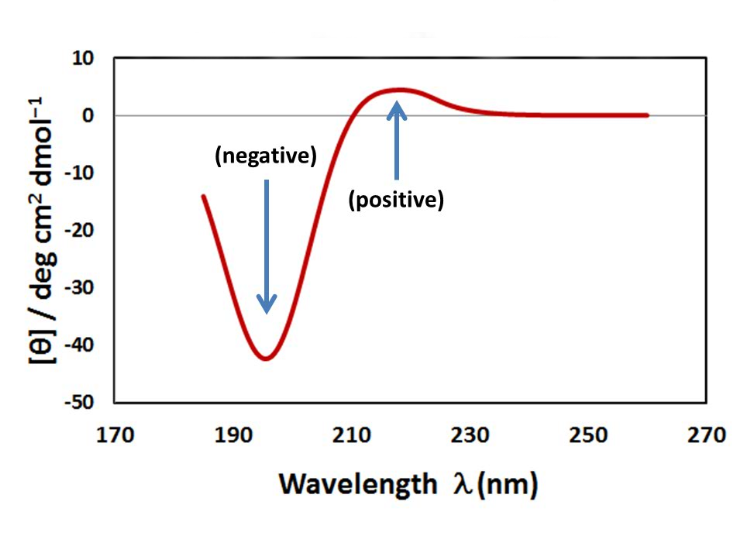 10
0
-10
-20
-30
-40
-50
[θ] / deg cm² dmol⁻¹
(negative)
(positive)
170 190 210 230 250 270
Wavelength λ (nm)